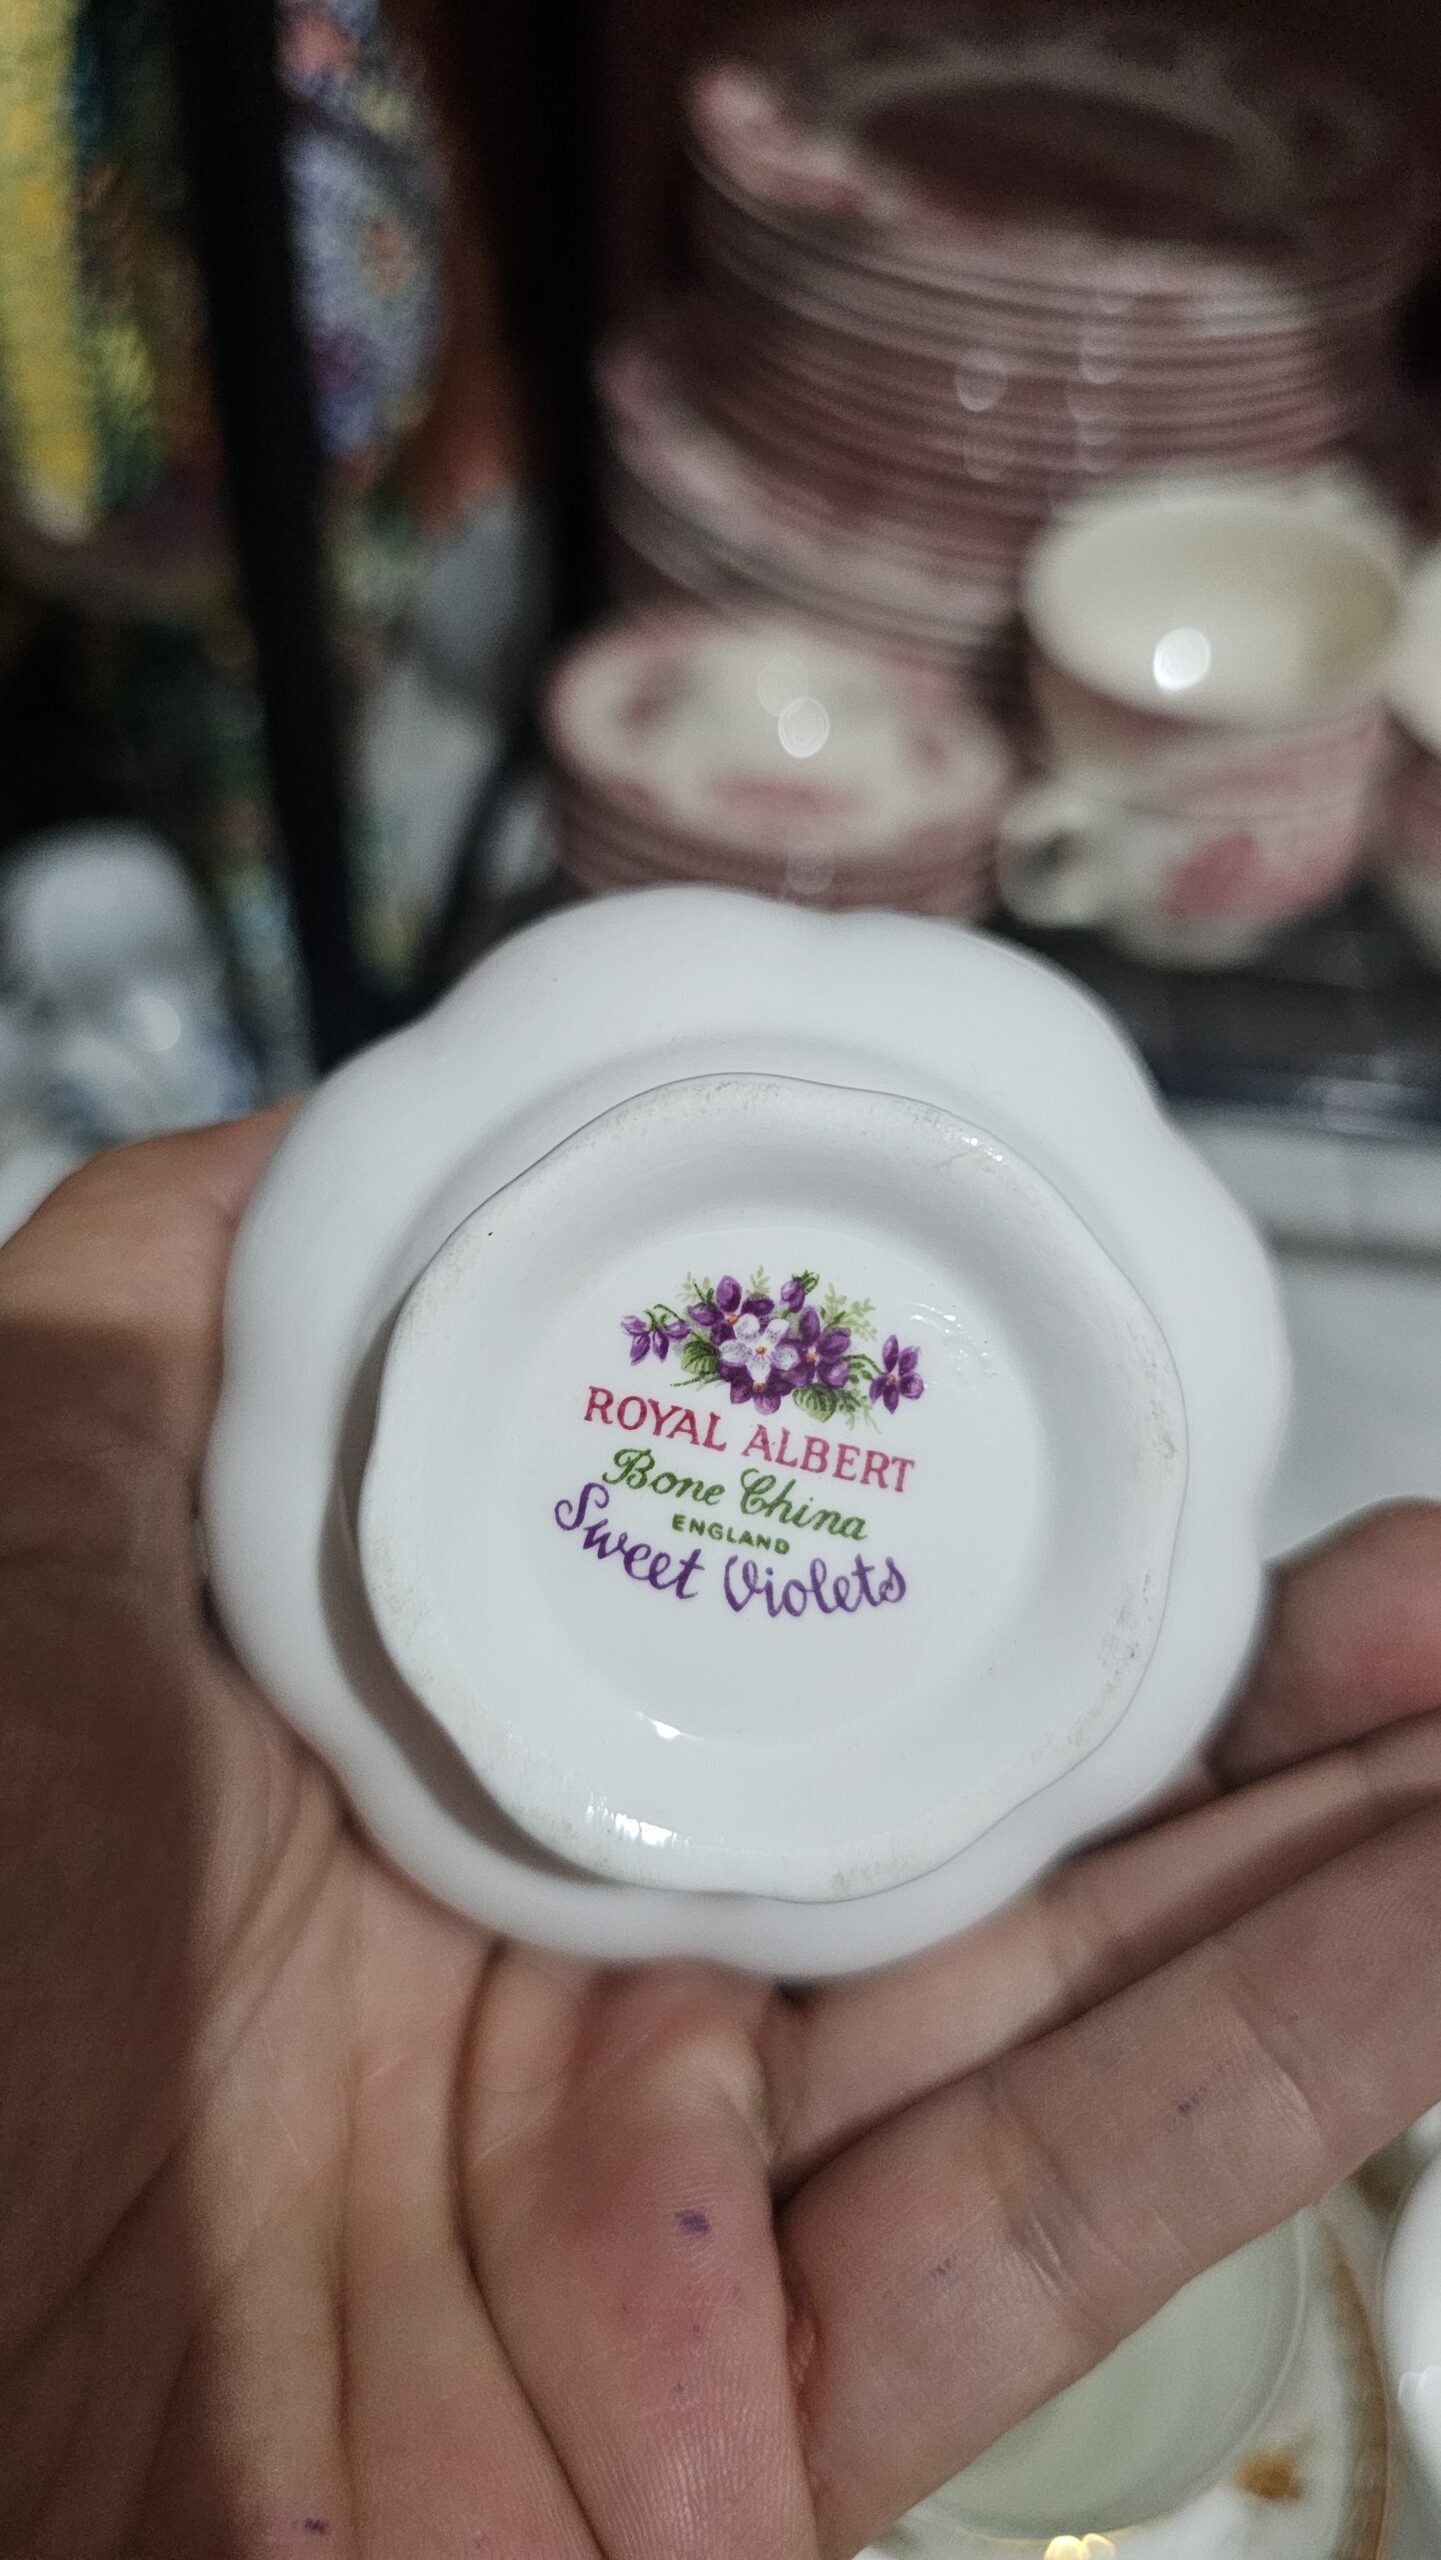 ROYAL ALBERT
Bone China
ENGLAND
Sweet Violets